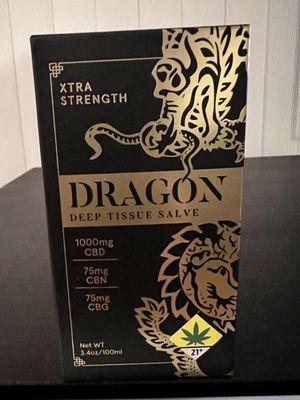 XTRA
STRENGTH
DRAGON
DEEP TISSUE SALVE
1000mg
CBD
75mg
CBN
75mg
CBG
Net WT
3.4oz/100ml
21+